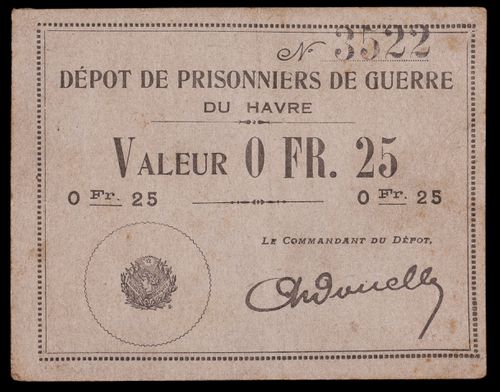 N 3522
DÉPOT DE PRISONNIERS DE GUERRE
DU HAVRE
VALEUR 0 FR. 25
0 Fr. 25 0 Fr. 25
LE COMMANDANT DU DÉPOT,